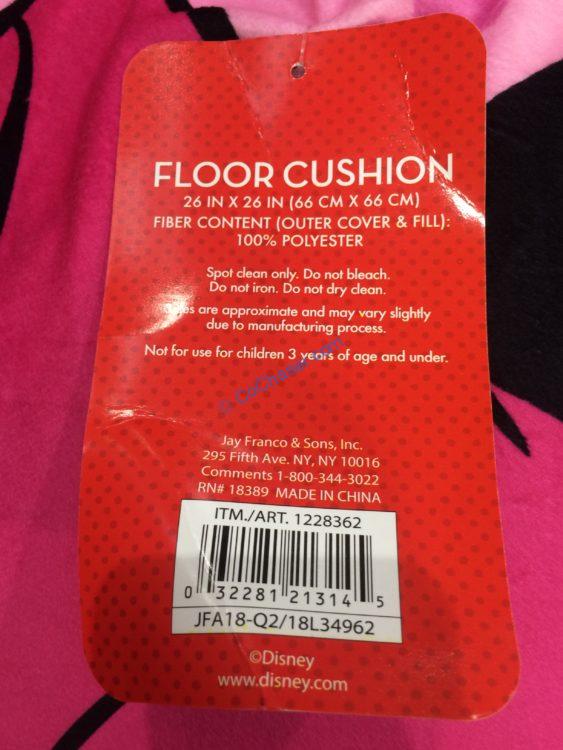 FLOOR CUSHION
26 IN X 26 IN (66 CM X 66 CM)
FIBER CONTENT (OUTER COVER & FILL):
100% POLYESTER
Spot clean only. Do not bleach.
Do not iron. Do not dry clean.
are approximate and may vary slightly
due to manufacturing process.
Not for use for children 3 years of age and under.
© CoChaser.com
Jay Franco & Sons, Inc.
295 Fifth Ave. NY, NY 10016
Comments 1-800-344-3022
RN# 18389 MADE IN CHINA
ITM./ART. 1228362
0 32281 21314 5
JFA18-Q2/18L34962
©Disney
www.disney.com